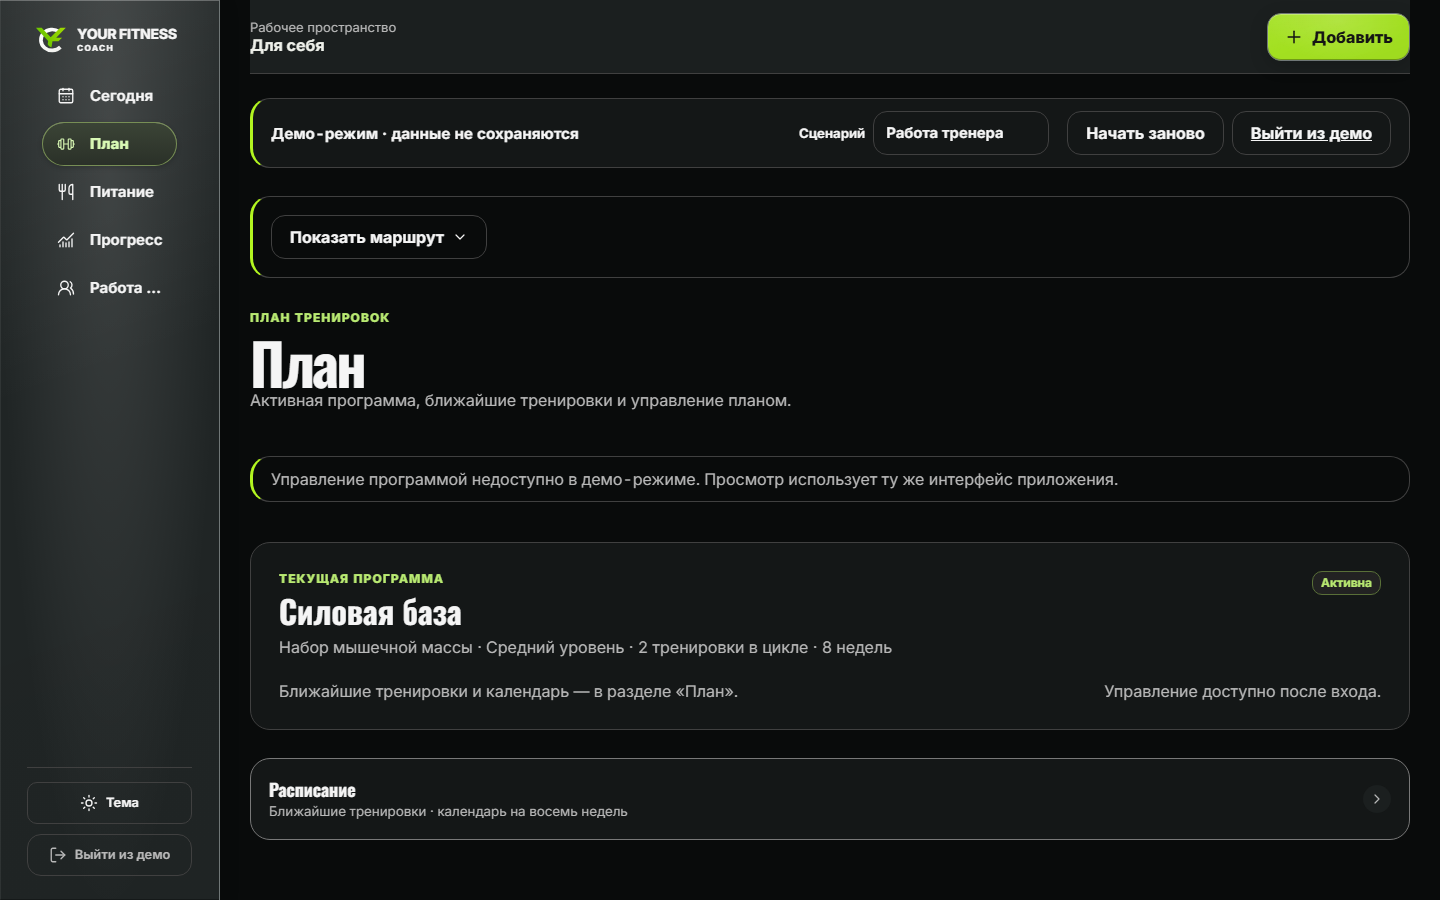 YOUR FITNESS
COACH
Сегодня
План
Питание
Прогресс
Работа ...
Тема
Выйти из демо
Рабочее пространство
Для себя
Добавить
Демо-режим · данные не сохраняются
Сценарий
Работа тренера
Начать заново
Выйти из демо
Показать маршрут
ПЛАН ТРЕНИРОВОК
План
Активная программа, ближайшие тренировки и управление планом.
Управление программой недоступно в демо-режиме. Просмотр использует ту же интерфейс приложения.
ТЕКУЩАЯ ПРОГРАММА
Активна
Силовая база
Набор мышечной массы · Средний уровень · 2 тренировки в цикле · 8 недель
Ближайшие тренировки и календарь — в разделе «План».
Управление доступно после входа.
Расписание
Ближайшие тренировки · календарь на восемь недель